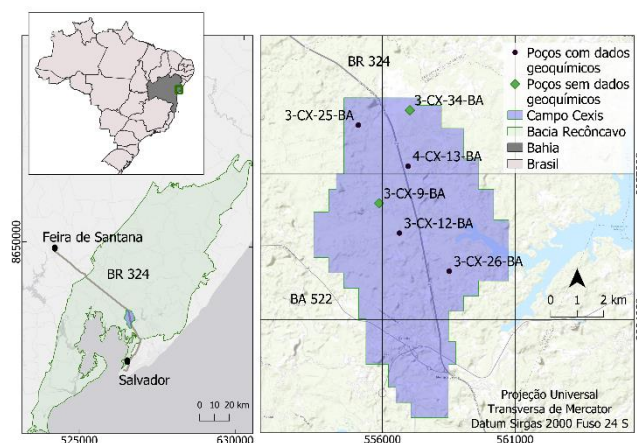 Feira de Santana
8650000
BR 324
Salvador
0 10 20 km
525000
630000
BR 324
3-CX-34-BA
3-CX-25-BA
4-CX-13-BA
3-CX-9-BA
3-CX-12-BA
3-CX-26-BA
BA 522
Poços com dados
geoquímicos
Poços sem dados
geoquímicos
Campo Cexis
Bacia Recôncavo
Bahia
Brasil
0 1 2 km
Projeção Universal
Transversa de Mercator
Datum Sirgas 2000 Fuso 24 S
556000
561000